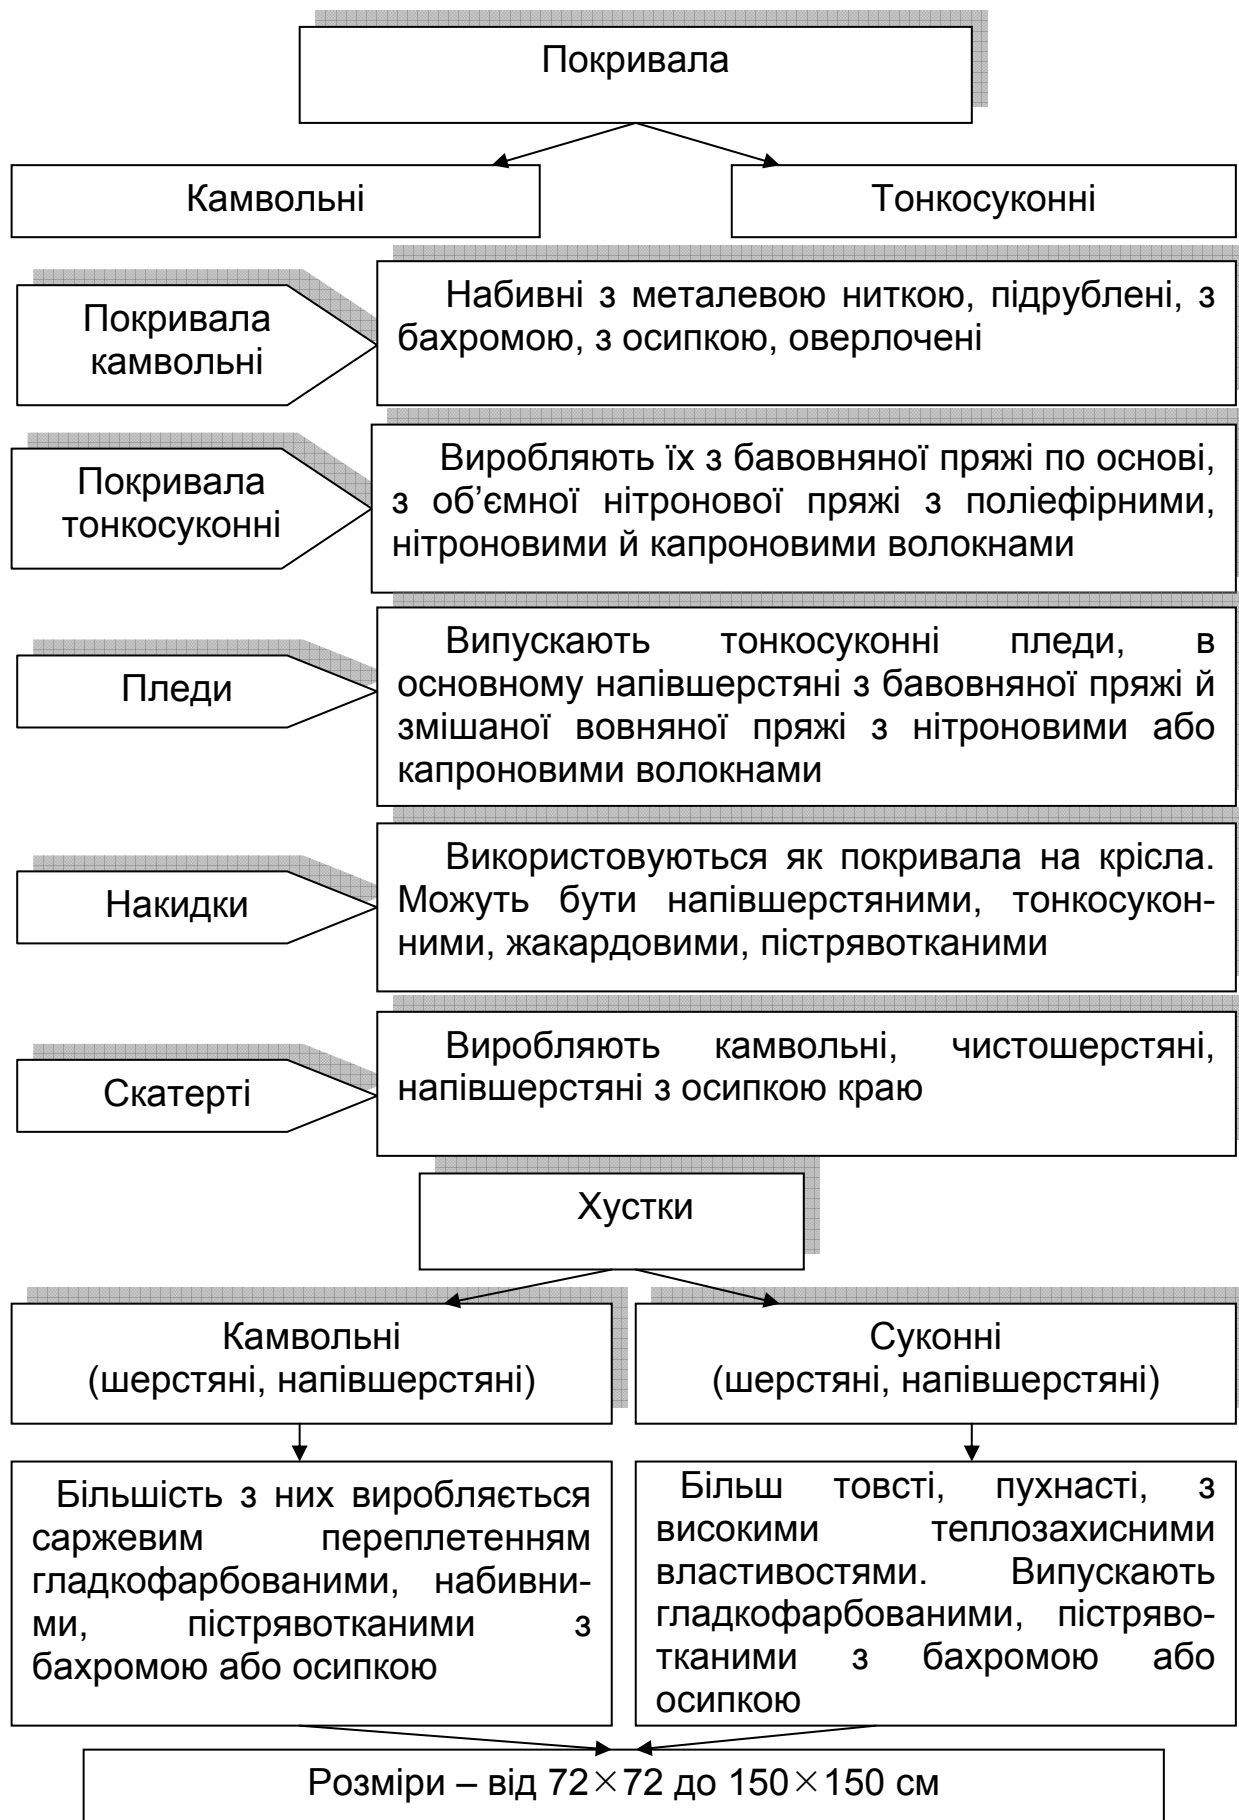 Покривала
Камвольні
Тонкосуконні
Покривала
камвольні
Набивні з металевою ниткою, підрублені, з
бахромою, з осипкою, оверлочені
Покривала
тонкосуконні
Виробляють їх з бавовняної пряжі по основі,
з об’ємної нітронової пряжі з поліефірними,
нітроновими й капроновими волокнами
Пледи
Випускають тонкосуконні пледи, в
основному напівшерстяні з бавовняної пряжі й
змішаної вовняної пряжі з нітроновими або
капроновими волокнами
Накидки
Використовуються як покривала на крісла.
Можуть бути напівшерстяними, тонкосукон-
ними, жакардовими, пістрявотканими
Скатерті
Виробляють камвольні, чистошерстяні,
напівшерстяні з осипкою краю
Хустки
Камвольні
(шерстяні, напівшерстяні)
Суконні
(шерстяні, напівшерстяні)
Більшість з них виробляється
саржевим переплетенням
гладкофарбованими, набивни-
ми, пістрявотканими з
бахромою або осипкою
Більш товсті, пухнасті, з
високими теплозахисними
властивостями. Випускають
гладкофарбованими, пістряво-
тканими з бахромою або
осипкою
Розміри – від 72×72 до 150×150 см